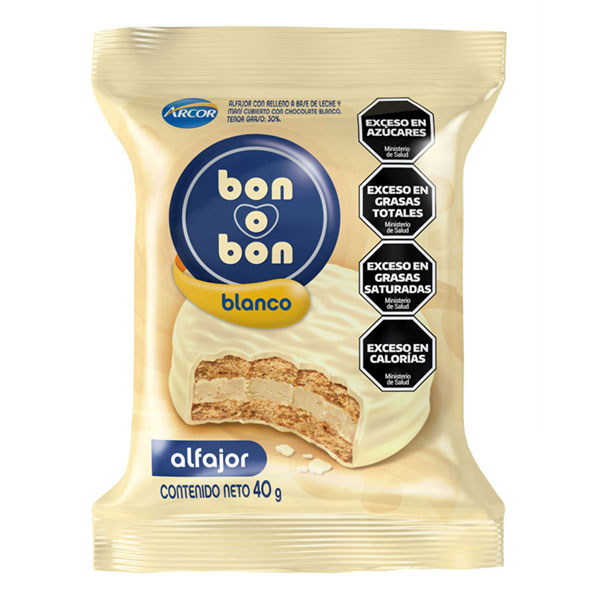 ARCOR
ALFAJOR CON RELLENO A BASE DE LECHE Y
MANÍ CUBIERTO CON CHOCOLATE BLANCO.
TENOR GRASO: 30%.
bon
o
bon
blanco
EXCESO EN
AZÚCARES
Ministerio
de Salud
EXCESO EN
GRASAS
TOTALES
Ministerio
de Salud
EXCESO EN
GRASAS
SATURADAS
Ministerio
de Salud
EXCESO EN
CALORÍAS
Ministerio
de Salud
alfajor
CONTENIDO NETO 40 g